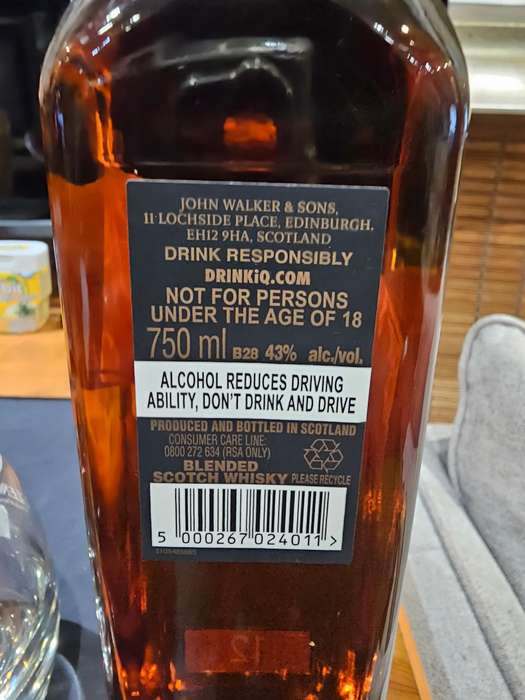 JOHN WALKER & SONS,
11 LOCHSIDE PLACE, EDINBURGH,
EH12 9HA, SCOTLAND
DRINK RESPONSIBLY
DRINKiQ.COM
NOT FOR PERSONS
UNDER THE AGE OF 18
750 ml B28 43% alc./vol.
ALCOHOL REDUCES DRIVING
ABILITY, DON'T DRINK AND DRIVE
PRODUCED AND BOTTLED IN SCOTLAND
CONSUMER CARE LINE:
0800 272 634 (RSA ONLY)
BLENDED
SCOTCH WHISKY PLEASE RECYCLE
5 000267 024011 >